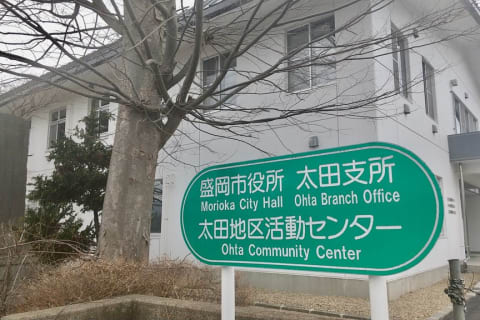 盛岡市役所 太田支所
Morioka City Hall Ohta Branch Office
太田地区活動センター
Ohta Community Center